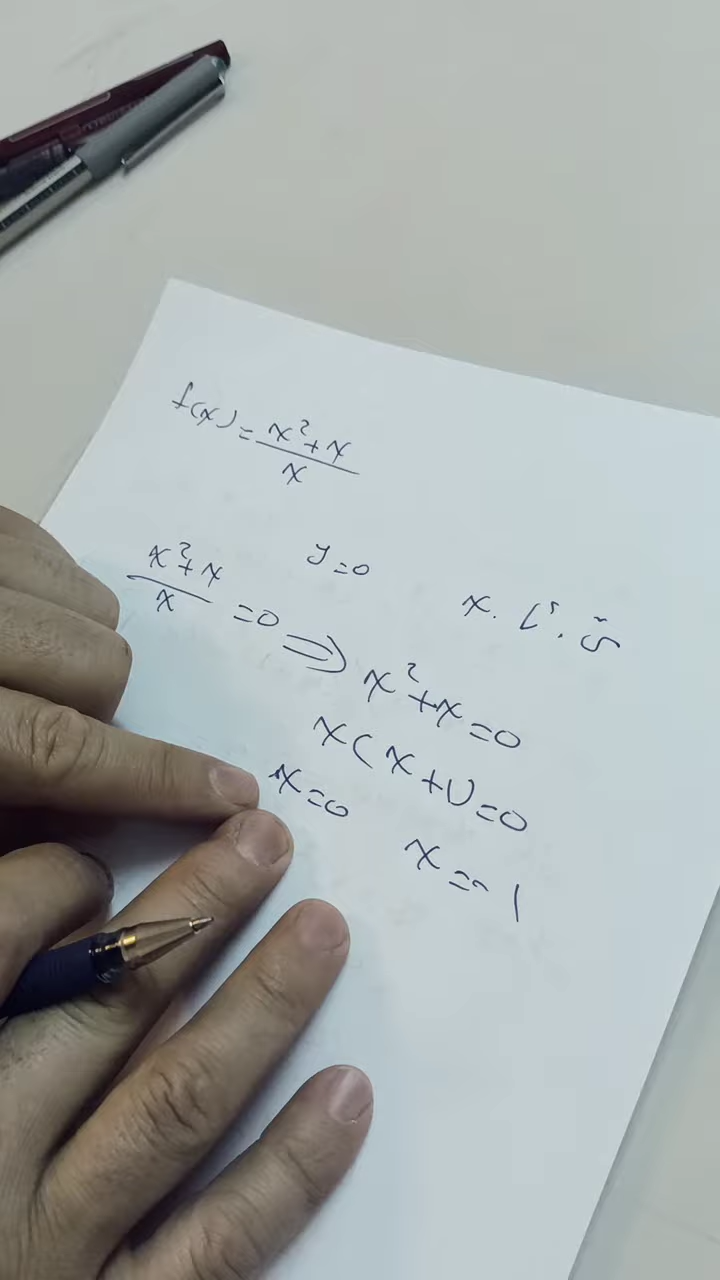 f(x) = (x²+x)/x
y=0
x²+x/x =0 ⇒ x²+x=0
x(x+1)=0
x=0 x=-1